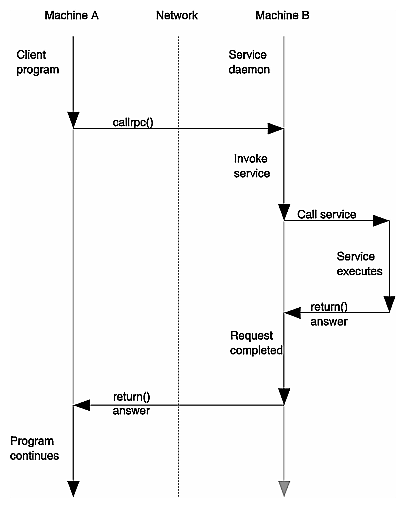 Machine A
Network
Machine B
Client
program
Service
daemon
callrpc()
Invoke
service
Call service
Service
executes
return()
answer
Request
completed
return()
answer
Program
continues